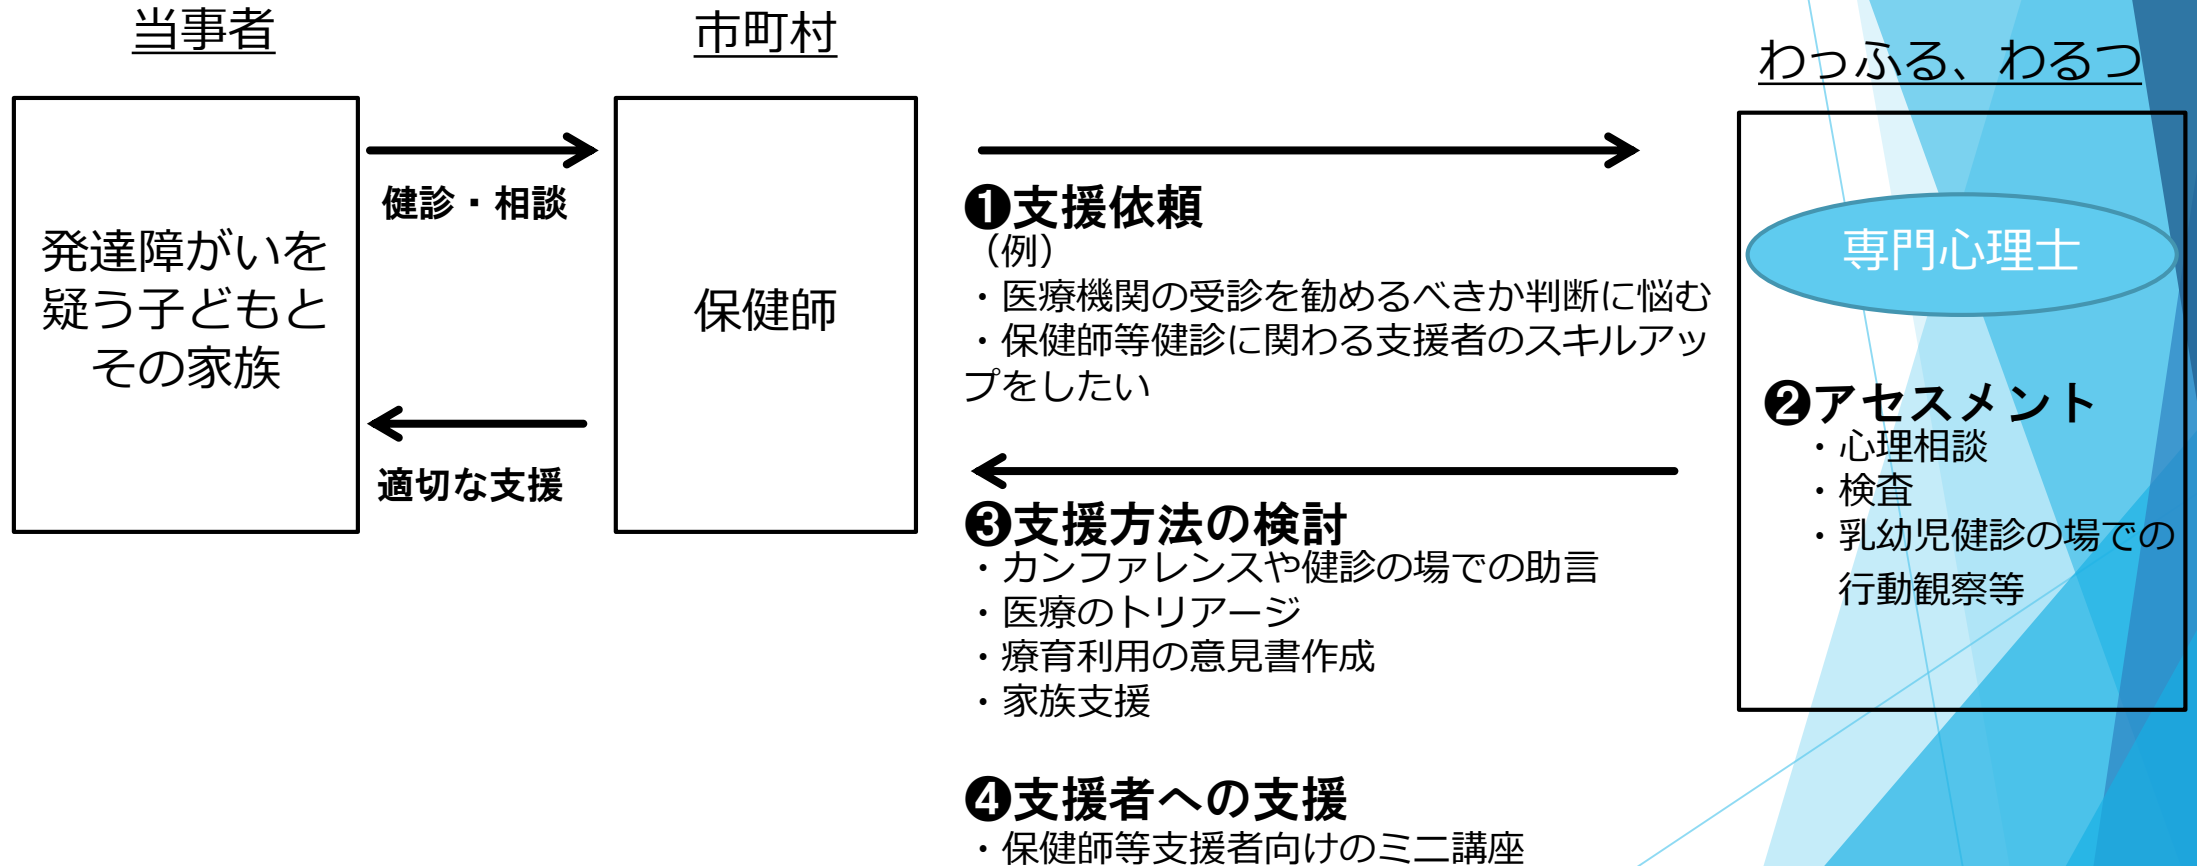 当事者
市町村
わっふる、わるつ
発達障がいを
疑う子どもと
その家族
健診・相談
適切な支援
保健師
❶支援依頼
（例）
・医療機関の受診を勧めるべきか判断に悩む
・保健師等健診に関わる支援者のスキルアッ
プをしたい
❸支援方法の検討
・カンファレンスや健診の場での助言
・医療のトリアージ
・療育利用の意見書作成
・家族支援
❹支援者への支援
・保健師等支援者向けのミニ講座
専門心理士
❷アセスメント
・心理相談
・検査
・乳幼児健診の場での
行動観察等